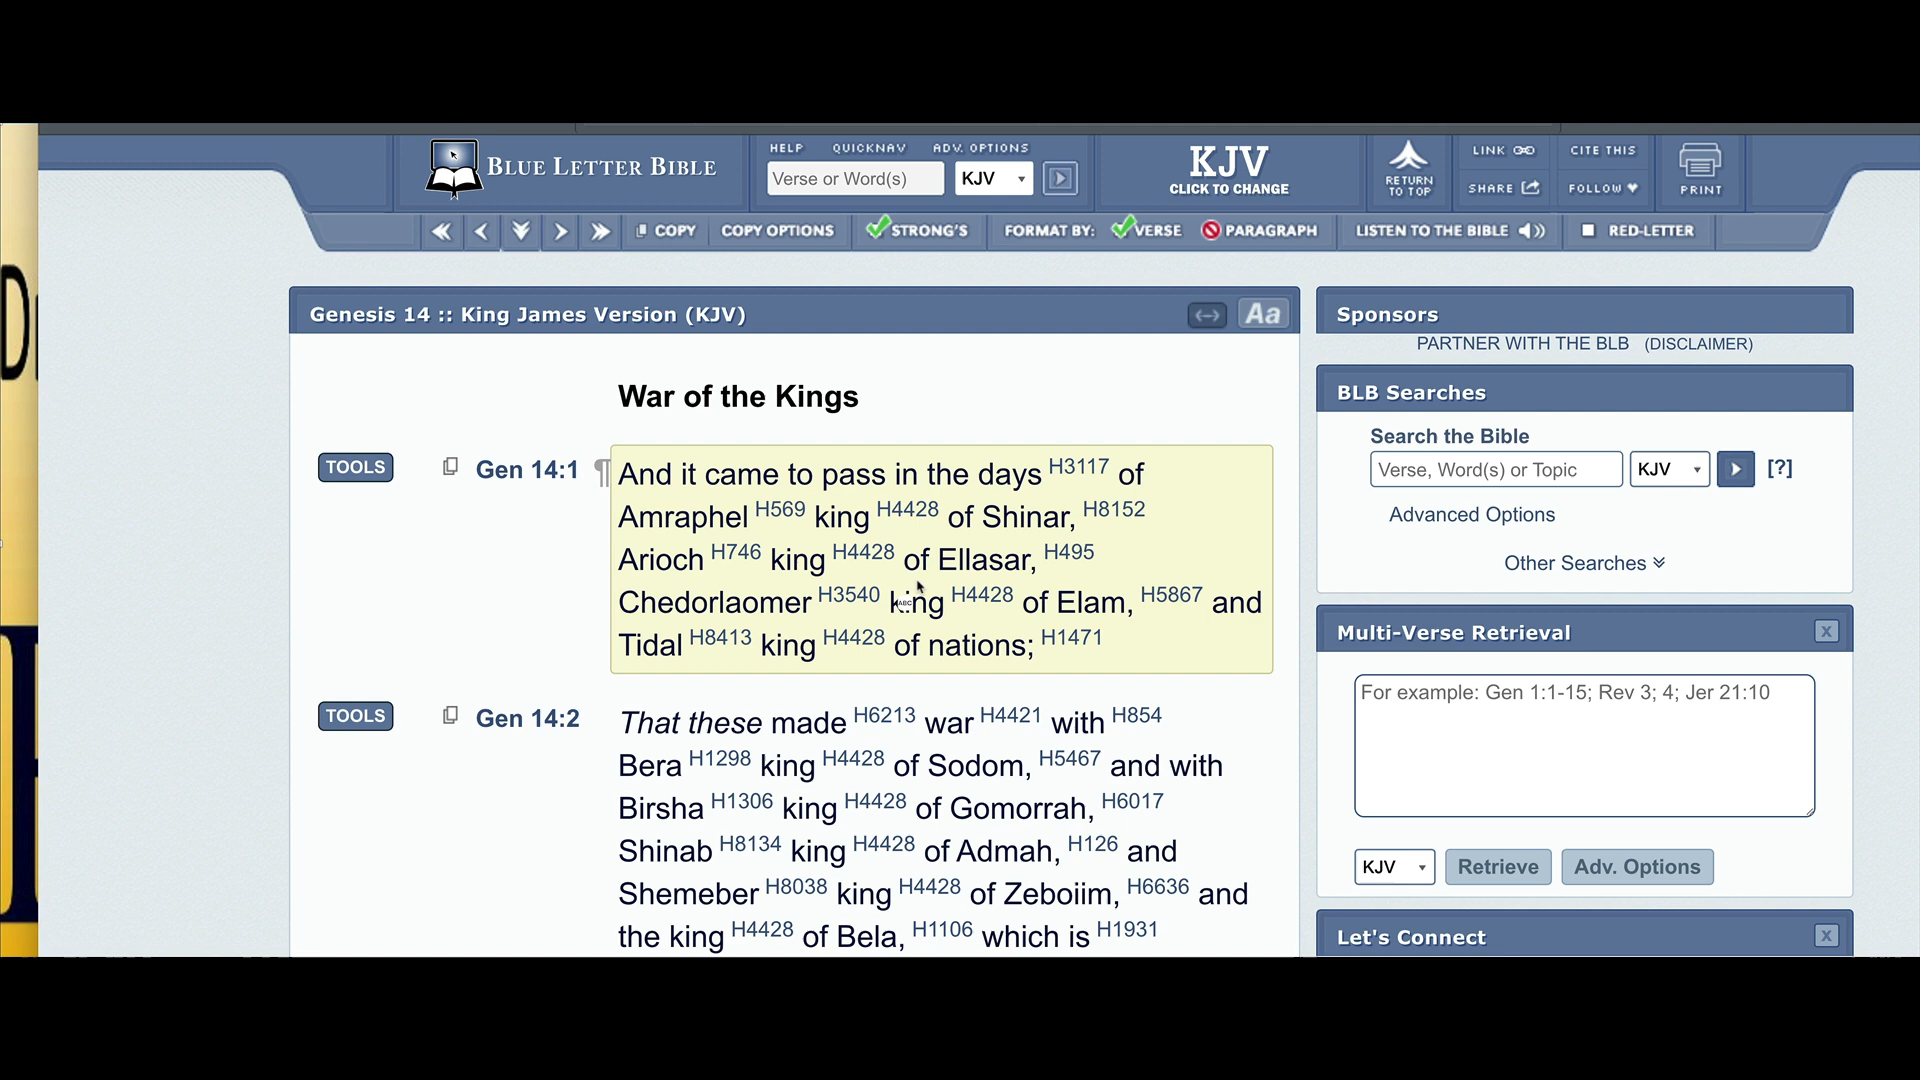 HELP QUICKNAV ADV. OPTIONS
BLUE LETTER BIBLE
Verse or Word(s) KJV
KJV
CLICK TO CHANGE
RETURN
TO TOP
LINK
CITE THIS
SHARE
FOLLOW
PRINT
COPY COPY OPTIONS STRONG'S FORMAT BY: VERSE PARAGRAPH LISTEN TO THE BIBLE RED-LETTER
Genesis 14 :: King James Version (KJV) Aa
War of the Kings
TOOLS Gen 14:1 ¶ And it came to pass in the days H3117 of
Amraphel H569 king H4428 of Shinar, H8152
Arioch H746 king H4428 of Ellasar, H495
Chedorlaomer H3540 king H4428 of Elam, H5867 and
Tidal H8413 king H4428 of nations; H1471
TOOLS Gen 14:2 That these made H6213 war H4421 with H854
Bera H1298 king H4428 of Sodom, H5467 and with
Birsha H1306 king H4428 of Gomorrah, H6017
Shinab H8134 king H4428 of Admah, H126 and
Shemeber H8038 king H4428 of Zeboiim, H6636 and
the king H4428 of Bela, H1106 which is H1931
Sponsors
PARTNER WITH THE BLB (DISCLAIMER)
BLB Searches
Search the Bible
Verse, Word(s) or Topic KJV [?]
Advanced Options
Other Searches
Multi-Verse Retrieval X
For example: Gen 1:1-15; Rev 3; 4; Jer 21:10
KJV Retrieve Adv. Options
Let's Connect X